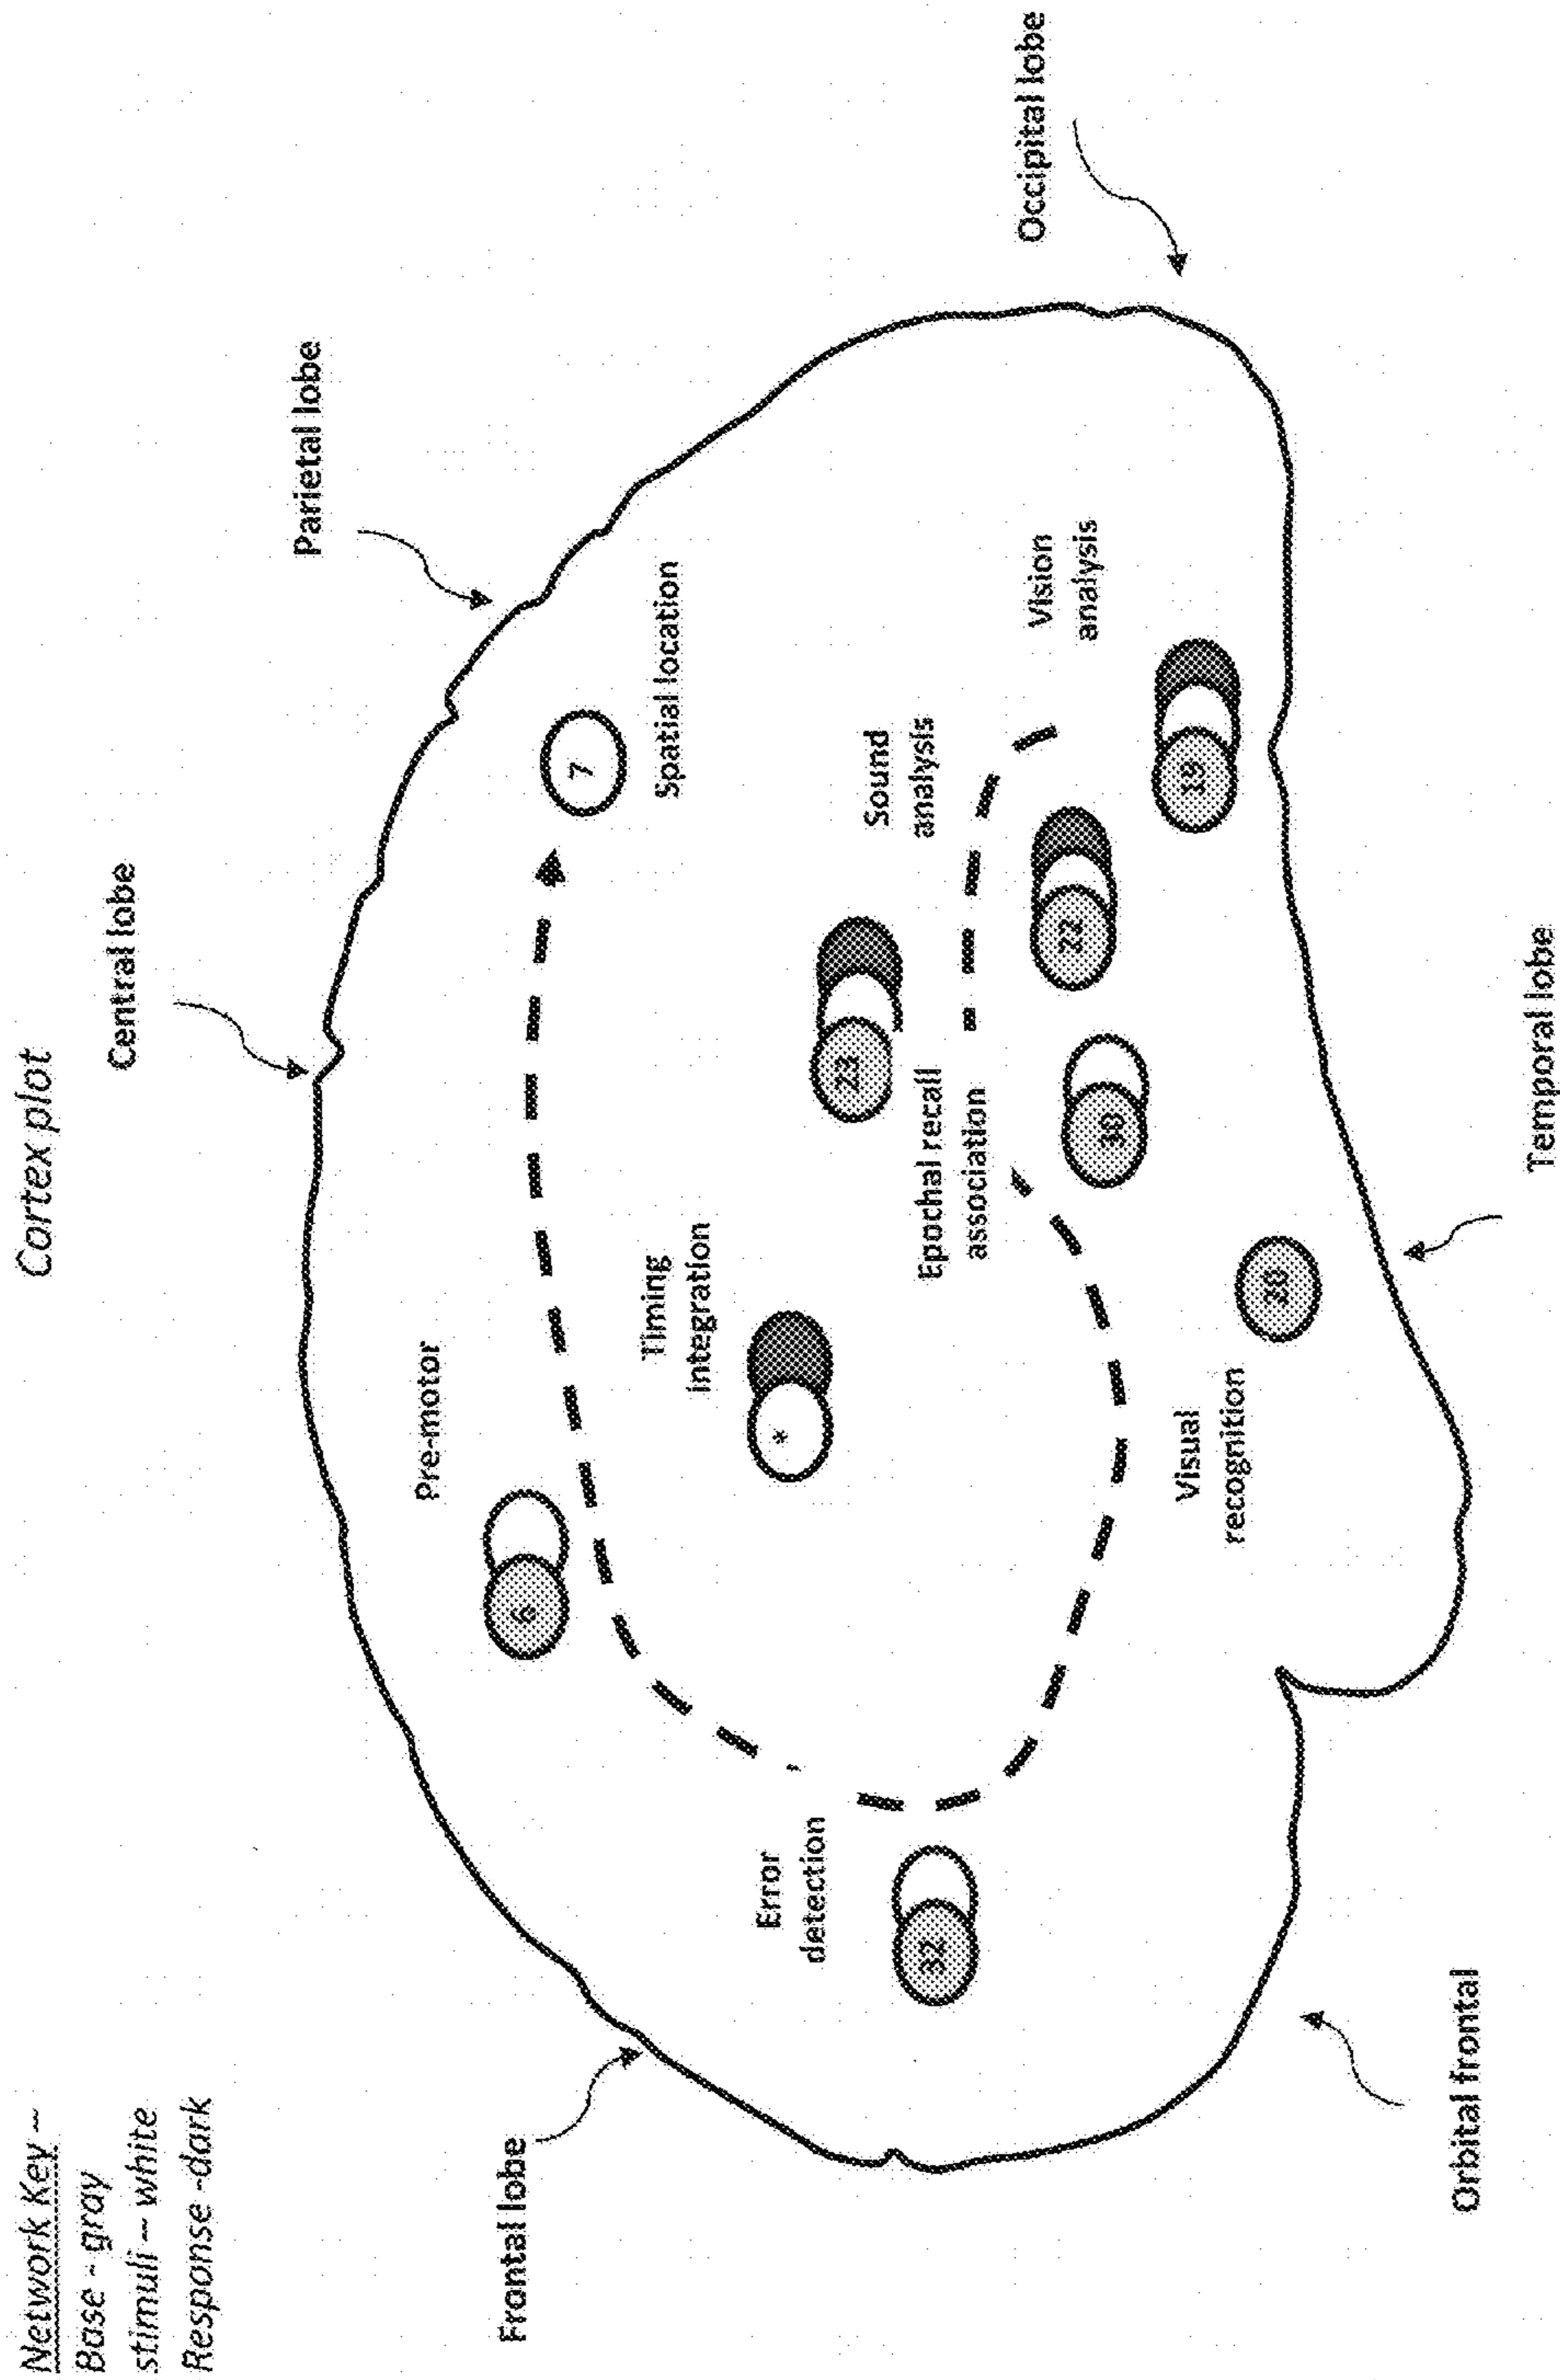 Cortex plot
Network Key –
Base - gray
stimuli – white
Response -dark
Frontal lobe
Central lobe
Parietal lobe
Occipital lobe
Pre-motor
6
7
Spatial location
Timing
integration
*
Error
detection
32
23
Sound
analysis
Epochal recall
association
22
Vision
analysis
19
Visual
recognition
Orbital frontal
Temporal lobe